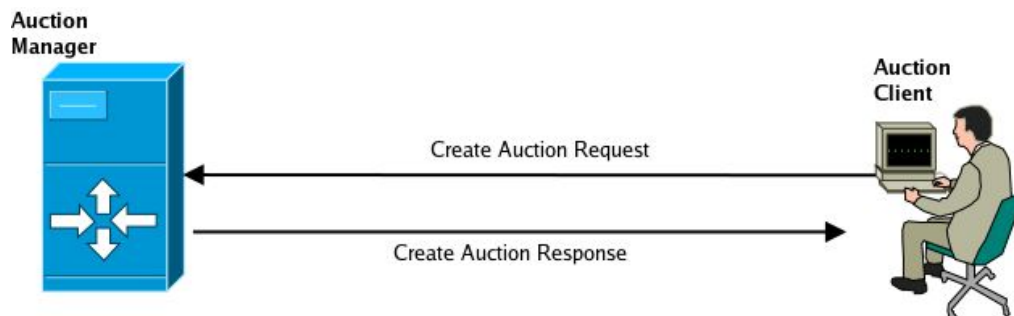 Auction
Manager
Auction
Client
Create Auction Request
Create Auction Response